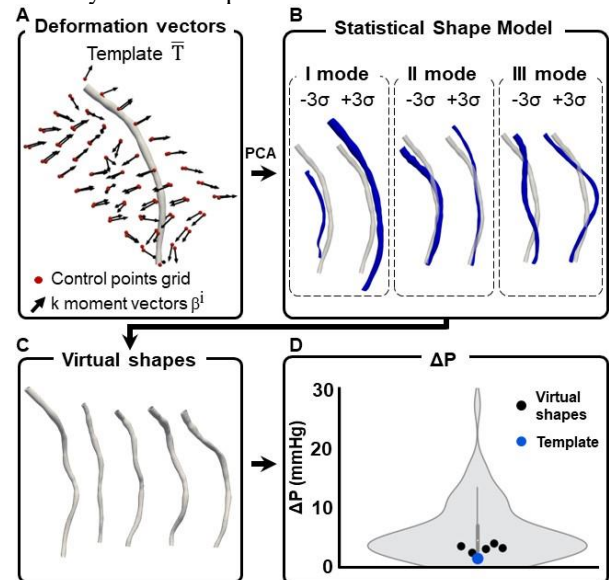 A Deformation vectors
Template T̅
Control points grid
k moment vectors βⁱ
PCA
B Statistical Shape Model
I mode II mode III mode
-3σ +3σ -3σ +3σ -3σ +3σ
C Virtual shapes
D ΔP
ΔP (mmHg)
30
20
10
0
Virtual shapes
Template